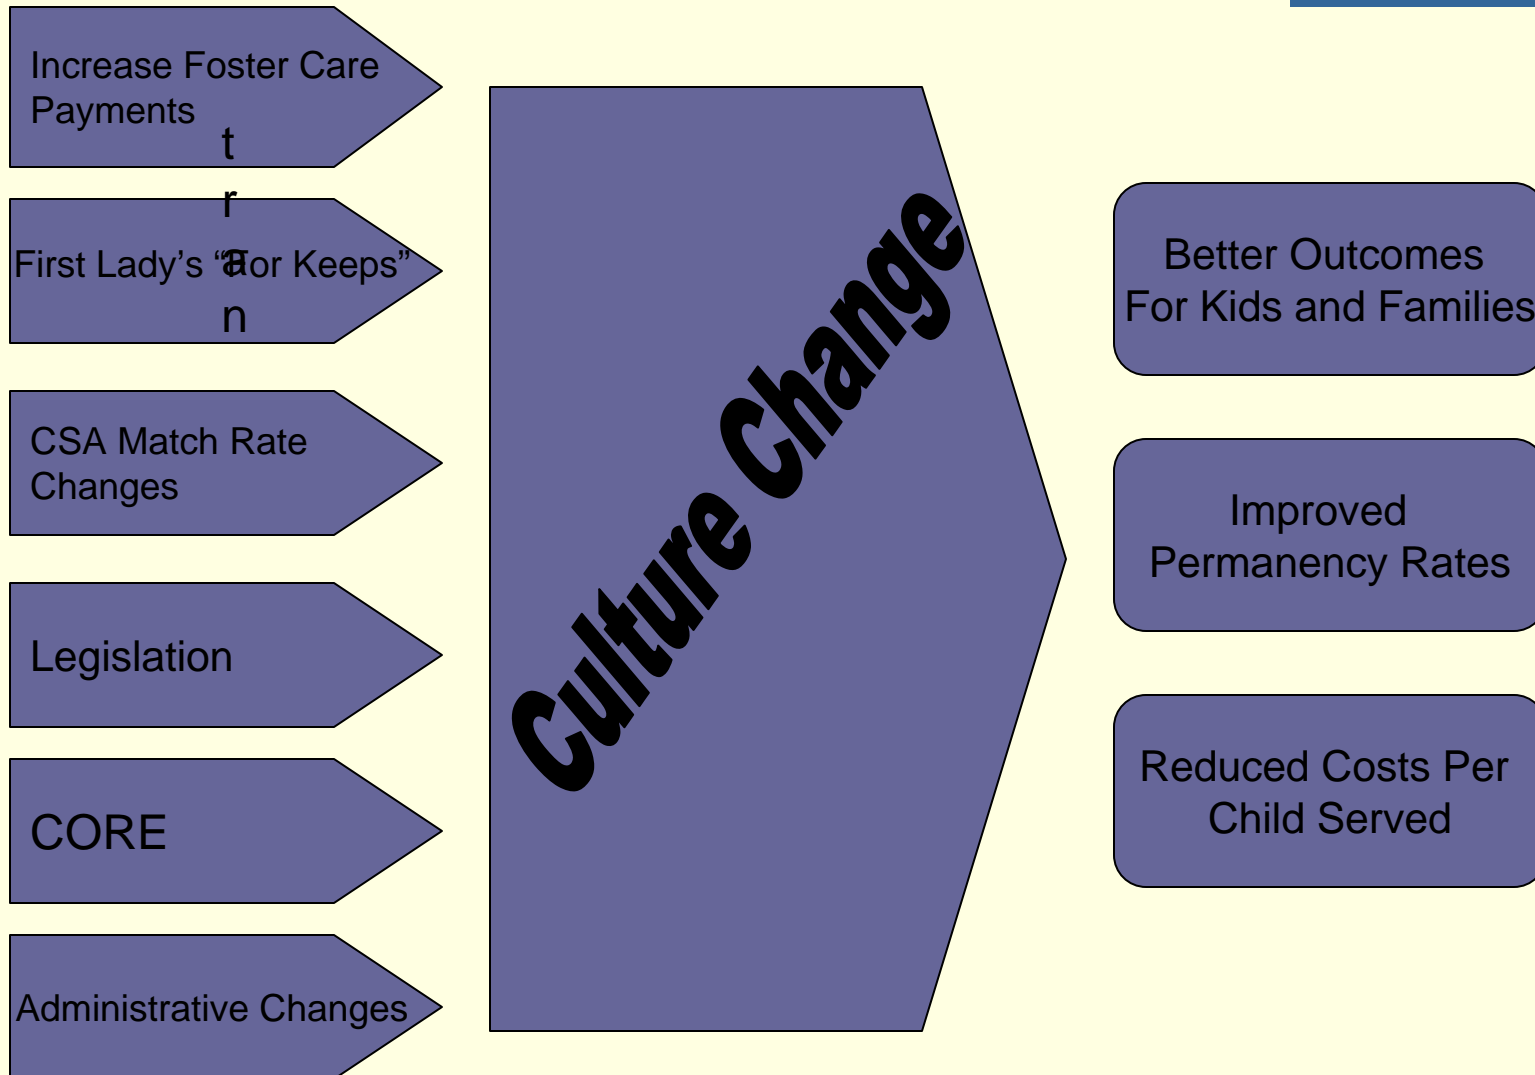 Increase Foster Care
Payments
t
r
a
n
First Lady's “For Keeps”
CSA Match Rate
Changes
Legislation
CORE
Administrative Changes
Culture Change
Better Outcomes
For Kids and Families
Improved
Permanency Rates
Reduced Costs Per
Child Served